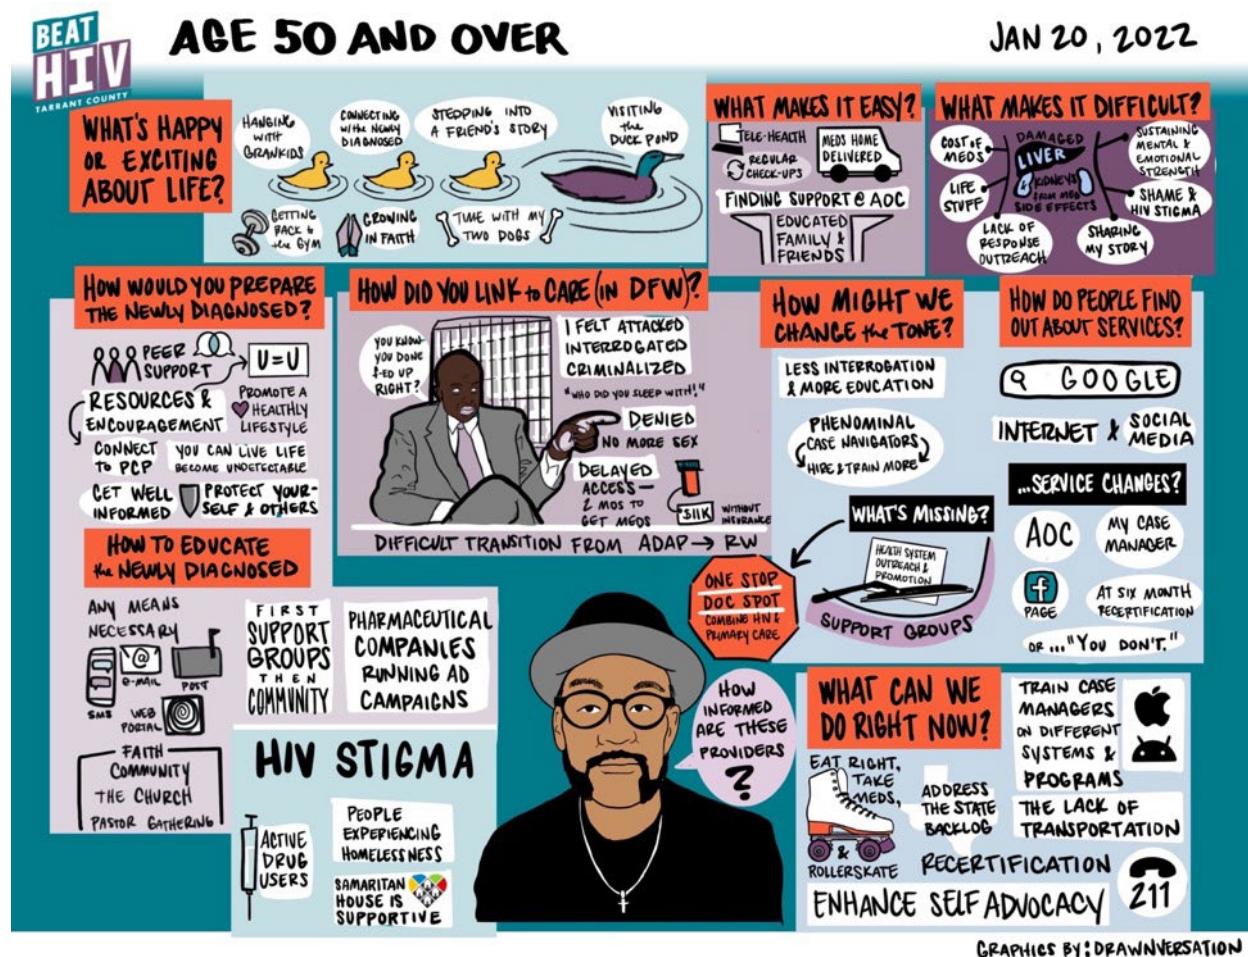 BEAT
HIV
TARRANT COUNTY
AGE 50 AND OVER
JAN 20, 2022
WHAT'S HAPPY
OR EXCITING
ABOUT LIFE?
HANGING
WITH
GRANKIDS
CONNECTING
W/the NEWLY
DIAGNOSED
STEPPING INTO
A FRIEND'S STORY
VISITING
the
DUCK POND
GETTING
BACK to
the GYM
GROWING
IN FAITH
TIME WITH MY
TWO DOGS
WHAT MAKES IT EASY?
TELE-HEALTH
REGULAR
CHECK-UPS
MEDS HOME
DELIVERED
FINDING SUPPORT @ AOC
EDUCATED
FAMILY &
FRIENDS
WHAT MAKES IT DIFFICULT?
COST of
MEDS
LIFE
STUFF
LACK OF
RESPONSE
OUTREACH
DAMAGED
LIVER
& KIDNEYS
FROM MED
SIDE EFFECTS
SUSTAINING
MENTAL &
EMOTIONAL
STRENGTH
SHAME &
HIV STIGMA
SHARING
MY STORY
HOW WOULD YOU PREPARE
THE NEWLY DIAGNOSED?
PEER
SUPPORT
U=U
RESOURCES &
ENCOURAGEMENT
PROMOTE A
HEALTHLY
LIFESTYLE
CONNECT
to PCP
YOU CAN LIVE LIFE
BECOME UNDETECTABLE
GET WELL
INFORMED
PROTECT YOUR-
SELF & OTHERS
HOW DID YOU LINK to CARE (IN DFW)?
YOU KNOW
YOU DONE
F-ED UP
RIGHT?
I FELT ATTACKED
INTERROGATED
CRIMINALIZED
"WHO DID YOU SLEEP WITH!"
DENIED
NO MORE SEX
DELAYED
ACCESS—
2 MOS TO
GET MEDS
$11K
WITHOUT
INSURANCE
DIFFICULT TRANSITION FROM ADAP → RW
HOW MIGHT WE
CHANGE the TONE?
LESS INTERROGATION
& MORE EDUCATION
PHENOMINAL
CASE NAVIGATORS
HIRE & TRAIN MORE
WHAT'S MISSING?
HEALTH SYSTEM
OUTREACH &
PROMOTION
SUPPORT GROUPS
ONE STOP
DOC SPOT
COMBINE HIV &
PRIMARY CARE
HOW DO PEOPLE FIND
OUT ABOUT SERVICES?
GOOGLE
INTERNET & SOCIAL
MEDIA
...SERVICE CHANGES?
AOC
MY CASE
MANAGER
f
PAGE
AT SIX MONTH
RECERTIFICATION
OR ... "YOU DON'T."
HOW TO EDUCATE
the NEWLY DIAGNOSED
ANY MEANS
NECESSARY
SMS
@
E-MAIL
POST
WEB
PORTAL
FAITH
COMMUNITY
THE CHURCH
PASTOR GATHERING
FIRST
SUPPORT
GROUPS
THEN
COMMUNITY
PHARMACEUTICAL
COMPANIES
RUNNING AD
CAMPAIGNS
HIV STIGMA
ACTIVE
DRUG
USERS
PEOPLE
EXPERIENCING
HOMELESSNESS
SAMARITAN
HOUSE IS
SUPPORTIVE
HOW
INFORMED
ARE THESE
PROVIDERS
?
WHAT CAN WE
DO RIGHT NOW?
EAT RIGHT,
TAKE
MEDS,
&
ROLLERSKATE
ADDRESS
THE STATE
BACKLOG
TRAIN CASE
MANAGERS
ON DIFFERENT
SYSTEMS &
PROGRAMS
THE LACK OF
TRANSPORTATION
RECERTIFICATION
211
ENHANCE SELF ADVOCACY
GRAPHICS BY: DRAWNVERSATION